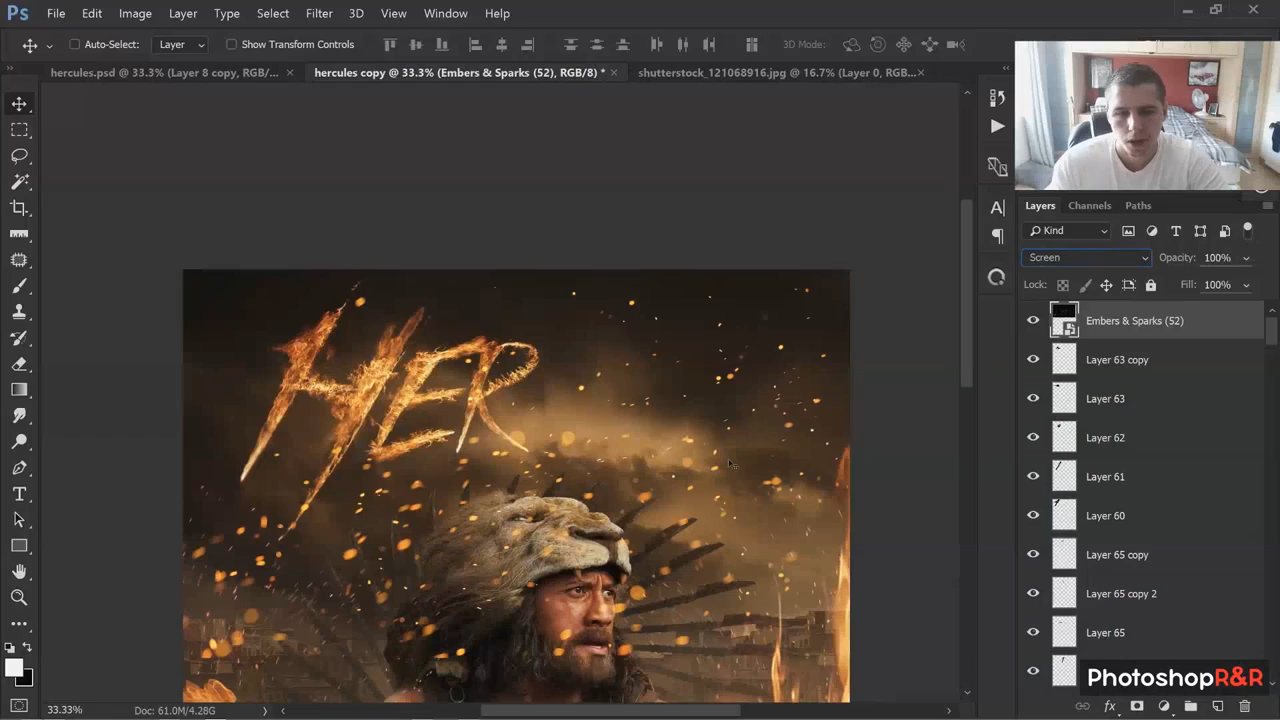 Ps File Edit Image Layer Type Select Filter 3D View Window Help
Auto-Select: Layer Show Transform Controls 3D Mode:
hercules.psd @ 33.3% (Layer 8 copy, RGB/... × hercules copy @ 33.3% (Embers & Sparks (52), RGB/8) * × shutterstock_121068916.jpg @ 16.7% (Layer 0, RGB... ×
Layers Channels Paths
Kind
Screen Opacity: 100%
Lock: Fill: 100%
Embers & Sparks (52)
Layer 63 copy
Layer 63
Layer 62
Layer 61
Layer 60
Layer 65 copy
Layer 65 copy 2
Layer 65
HER
PhotoshopR&R
33.33% Doc: 61.0M/4.28G